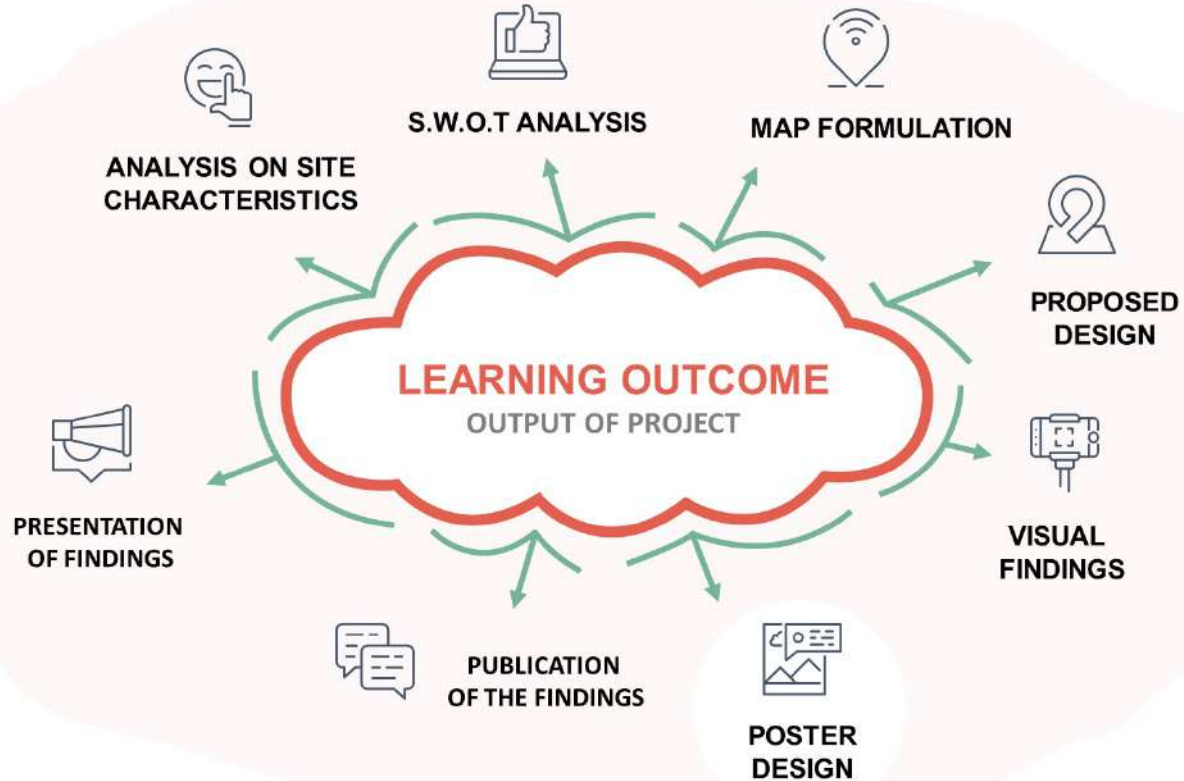 S.W.O.T ANALYSIS
MAP FORMULATION
ANALYSIS ON SITE
CHARACTERISTICS
PROPOSED
DESIGN
LEARNING OUTCOME
OUTPUT OF PROJECT
PRESENTATION
OF FINDINGS
VISUAL
FINDINGS
PUBLICATION
OF THE FINDINGS
POSTER
DESIGN